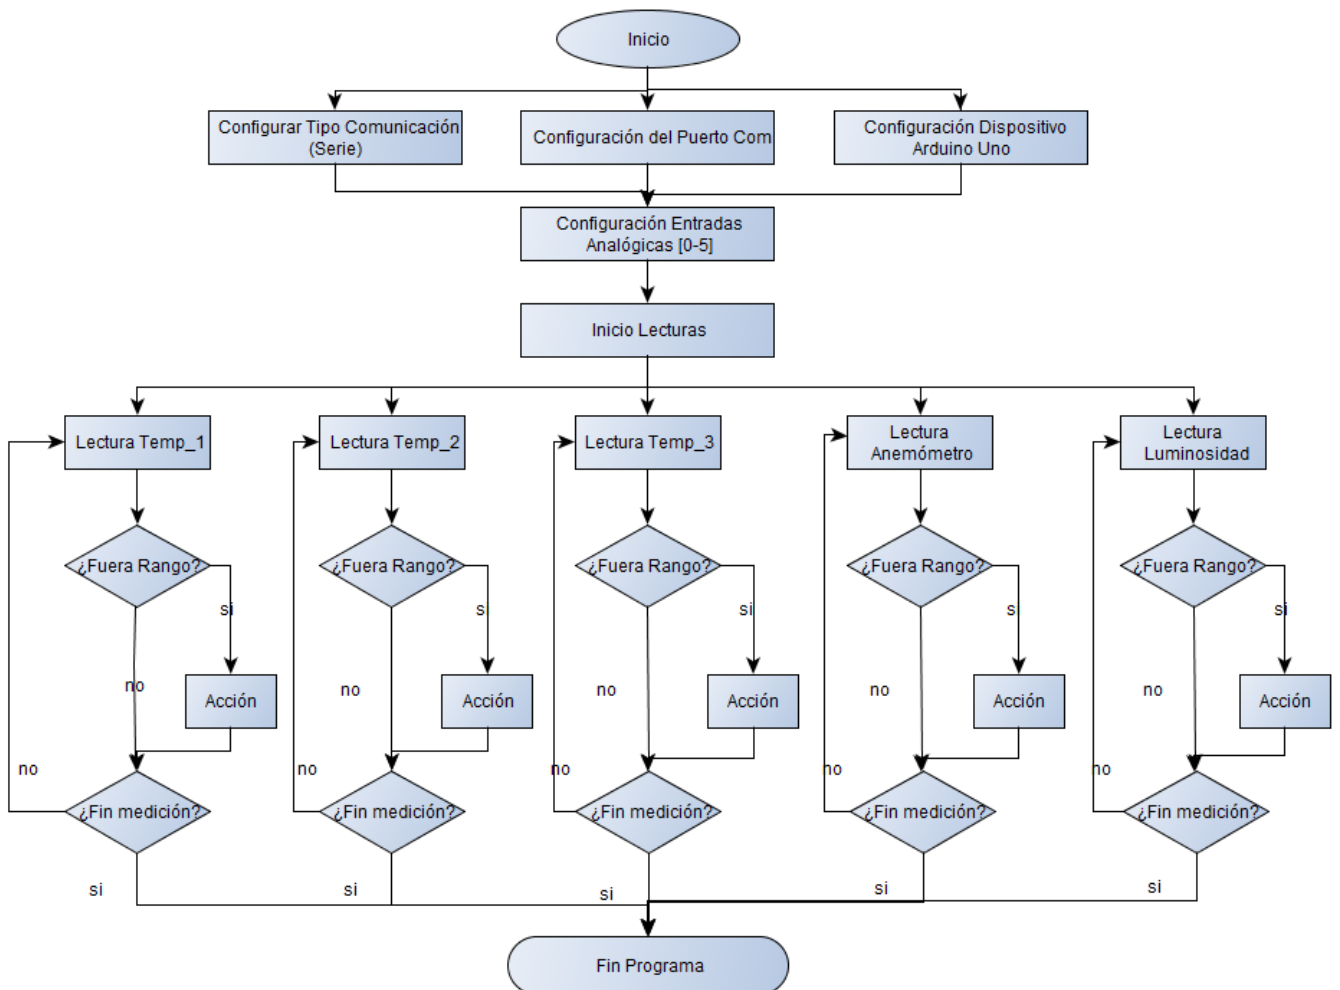 Inicio
Configurar Tipo Comunicación
(Serie)
Configuración del Puerto Com
Configuración Dispositivo
Arduino Uno
Configuración Entradas
Analógicas [0-5]
Inicio Lecturas
Lectura Temp_1
Lectura Temp_2
Lectura Temp_3
Lectura
Anemómetro
Lectura
Luminosidad
¿Fuera Rango?
¿Fuera Rango?
¿Fuera Rango?
¿Fuera Rango?
¿Fuera Rango?
si
si
si
si
si
no
no
no
no
no
Acción
Acción
Acción
Acción
Acción
no
no
no
no
no
¿Fin medición?
¿Fin medición?
¿Fin medición?
¿Fin medición?
¿Fin medición?
si
si
si
si
si
Fin Programa